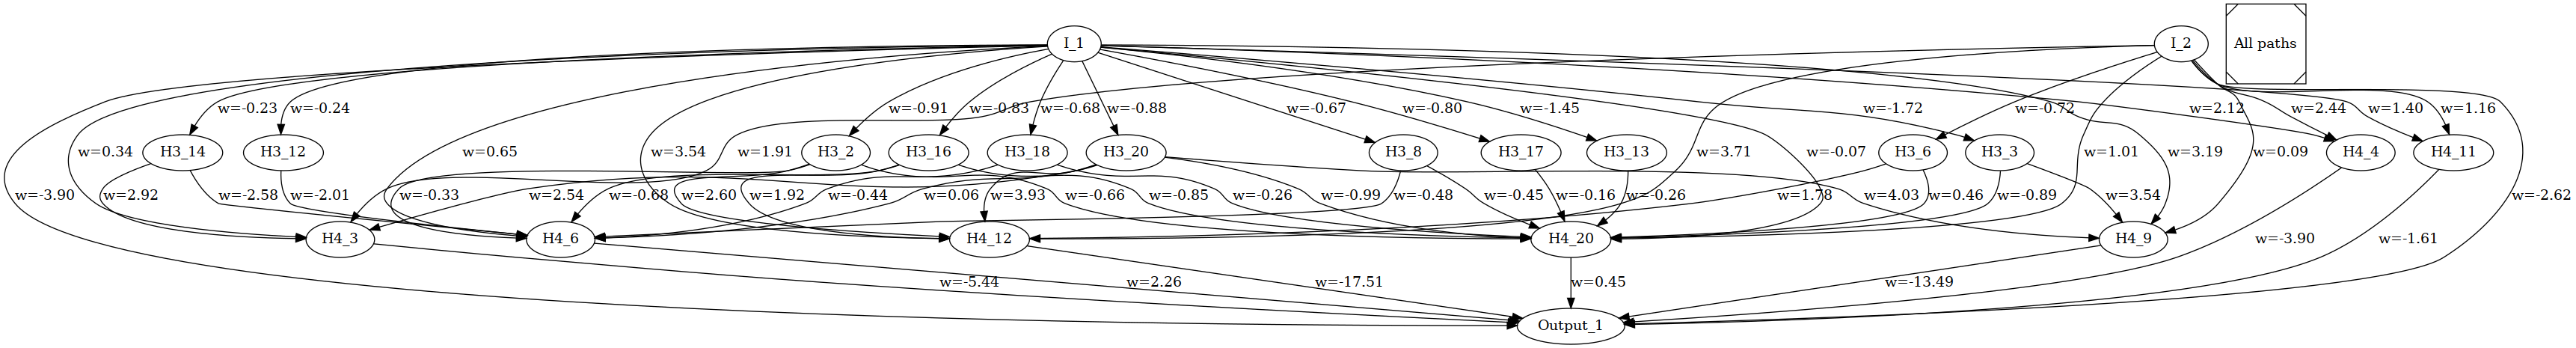 I_1
I_2
All paths
w=-0.23
w=-0.24
w=-0.91
w=-0.83
w=-0.68
w=-0.88
w=-0.67
w=-0.80
w=-1.45
w=-1.72
w=-0.72
w=2.12
w=2.44
w=1.40
w=1.16
w=0.34
H3_14
H3_12
w=0.65
w=3.54
w=1.91
H3_2
H3_16
H3_18
H3_20
H3_8
H3_17
H3_13
w=3.71
w=-0.07
H3_6
H3_3
w=1.01
w=3.19
w=0.09
H4_4
H4_11
w=-3.90
w=2.92
w=-2.58
w=-2.01
w=-0.33
w=2.54
w=-0.68
w=2.60
w=1.92
w=-0.44
w=0.06
w=3.93
w=-0.66
w=-0.85
w=-0.26
w=-0.99
w=-0.48
w=-0.45
w=-0.16
w=-0.26
w=1.78
w=4.03
w=0.46
w=-0.89
w=3.54
w=-2.62
H4_3
H4_6
H4_12
H4_20
H4_9
w=-3.90
w=-1.61
w=-5.44
w=2.26
w=-17.51
w=0.45
w=-13.49
Output_1